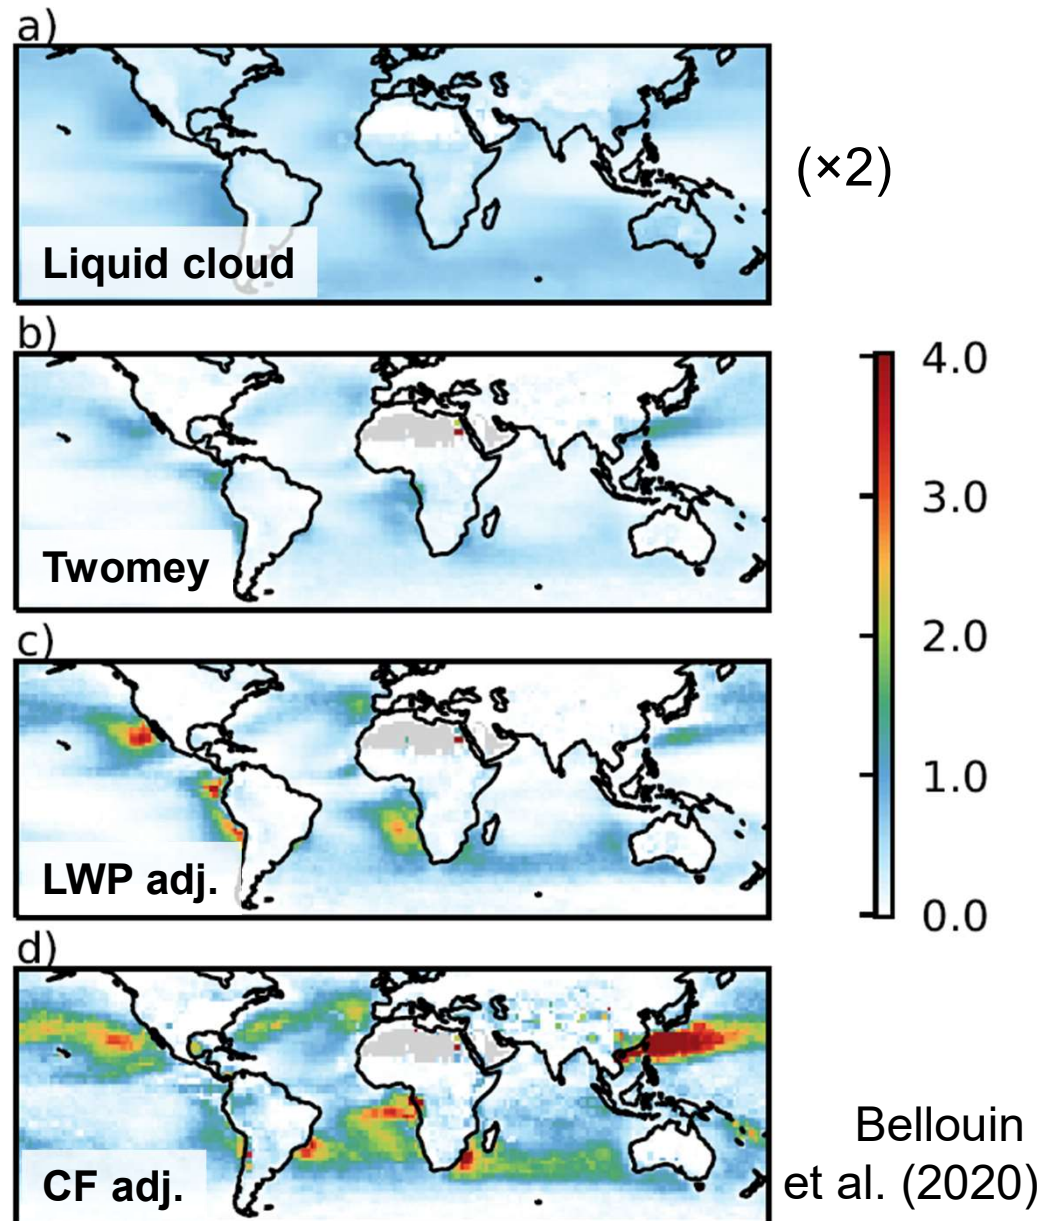 a)
(×2)
Liquid cloud
b)
4.0
3.0
Twomey
2.0
c)
1.0
LWP adj.
0.0
d)
Bellouin
et al. (2020)
CF adj.